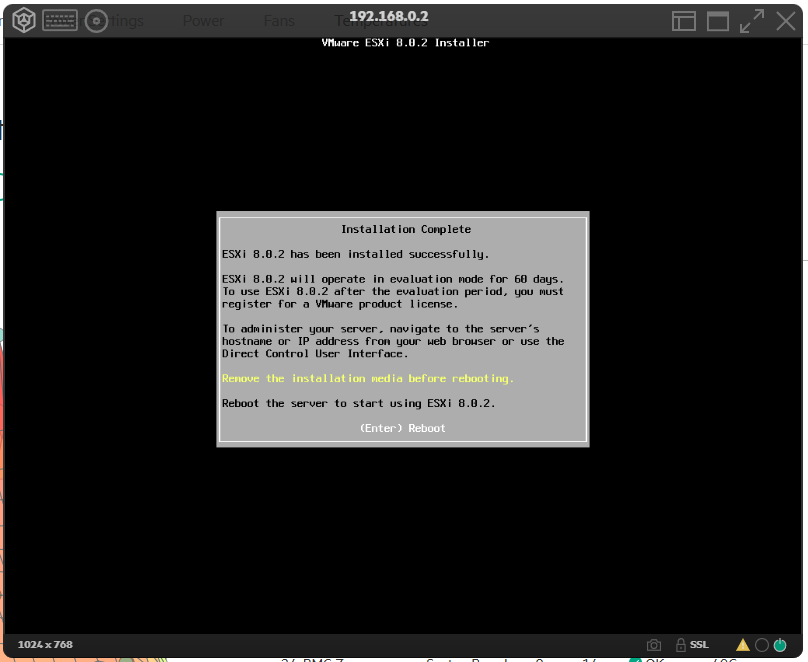 192.168.0.2
Settings Power Fans Temperatures
VMware ESXi 8.0.2 Installer
Installation Complete
ESXi 8.0.2 has been installed successfully.
ESXi 8.0.2 will operate in evaluation mode for 60 days.
To use ESXi 8.0.2 after the evaluation period, you must
register for a VMware product license.
To administer your server, navigate to the server's
hostname or IP address from your web browser or use the
Direct Control User Interface.
Remove the installation media before rebooting.
Reboot the server to start using ESXi 8.0.2.
(Enter) Reboot
1024 x 768
SSL